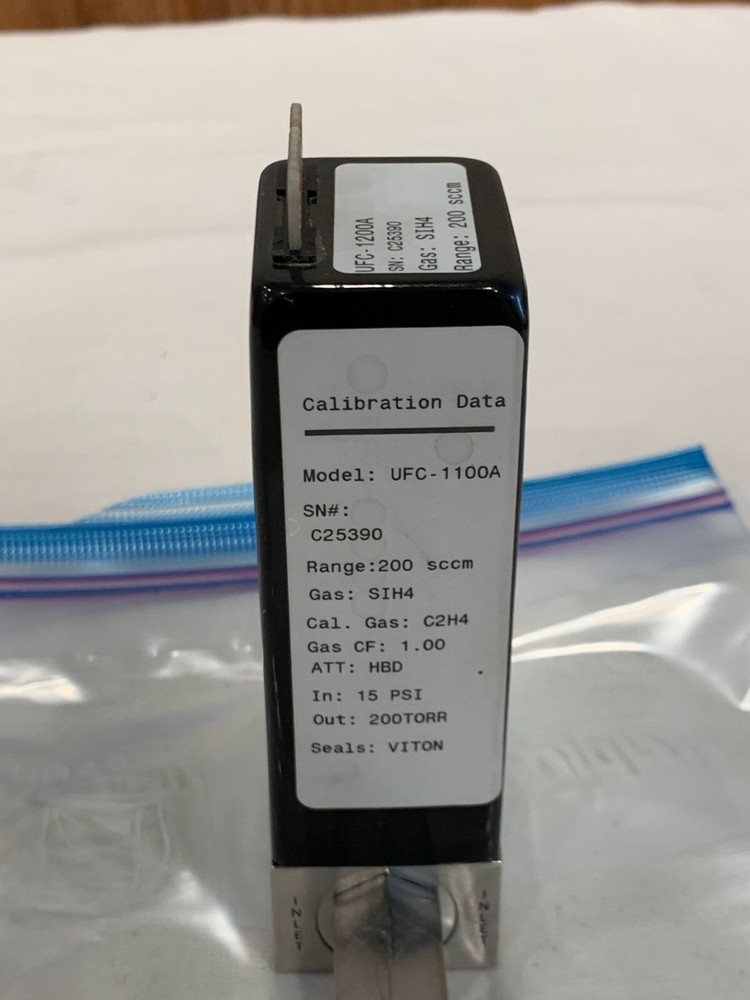 UFC-1200A
SN: C25390
Gas: SIH4
Range: 200 sccm
Calibration Data
Model: UFC-1100A
SN#:
C25390
Range:200 sccm
Gas: SIH4
Cal. Gas: C2H4
Gas CF: 1.00
ATT: HBD
In: 15 PSI
Out: 200TORR
Seals: VITON
INLET
INLET